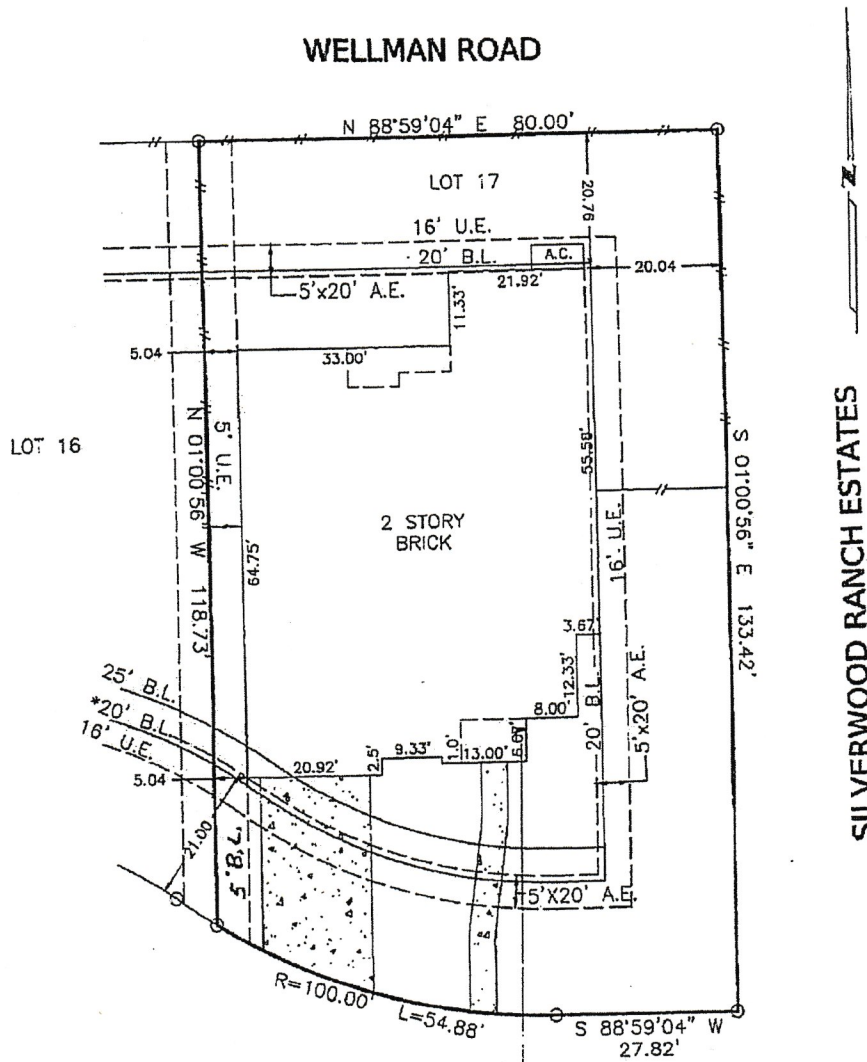 WELLMAN ROAD
N 88°59'04" E 80.00'
LOT 17
20.76
16' U.E.
20' B.L.
A.C.
5'x20' A.E.
21.92'
20.04
11.33'
5.04
33.00'
LOT 16
N 01°00'56" W 118.73'
5' U.E.
55.58'
S 01°00'56" E 133.42'
SILVERWOOD RANCH ESTATES
2 STORY
BRICK
16' U.E.
64.75'
3.67
12.33'
25' B.L.
*20' B.L.
16' U.E.
8.00'
20' B.L.
5'x20' A.E.
9.33'
1.0'
13.00'
20.92'
2.5'
5.04
21.00
5' B.L.
5'X20' A.E.
R=100.00'
L=54.88'
S 88°59'04" W
27.82'